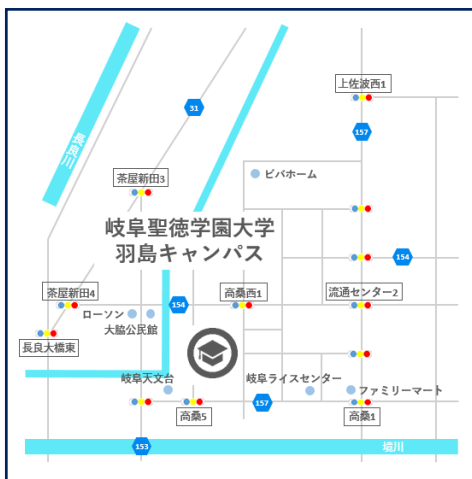 上佐波西1
31
157
長良川
茶屋新田3
ビバホーム
岐阜聖徳学園大学
羽島キャンパス
154
茶屋新田4
154
高桑西1
流通センター2
ローソン
大脇公民館
長良大橋東
岐阜天文台
岐阜ライスセンター
ファミリーマート
高桑5
157
高桑1
153
境川